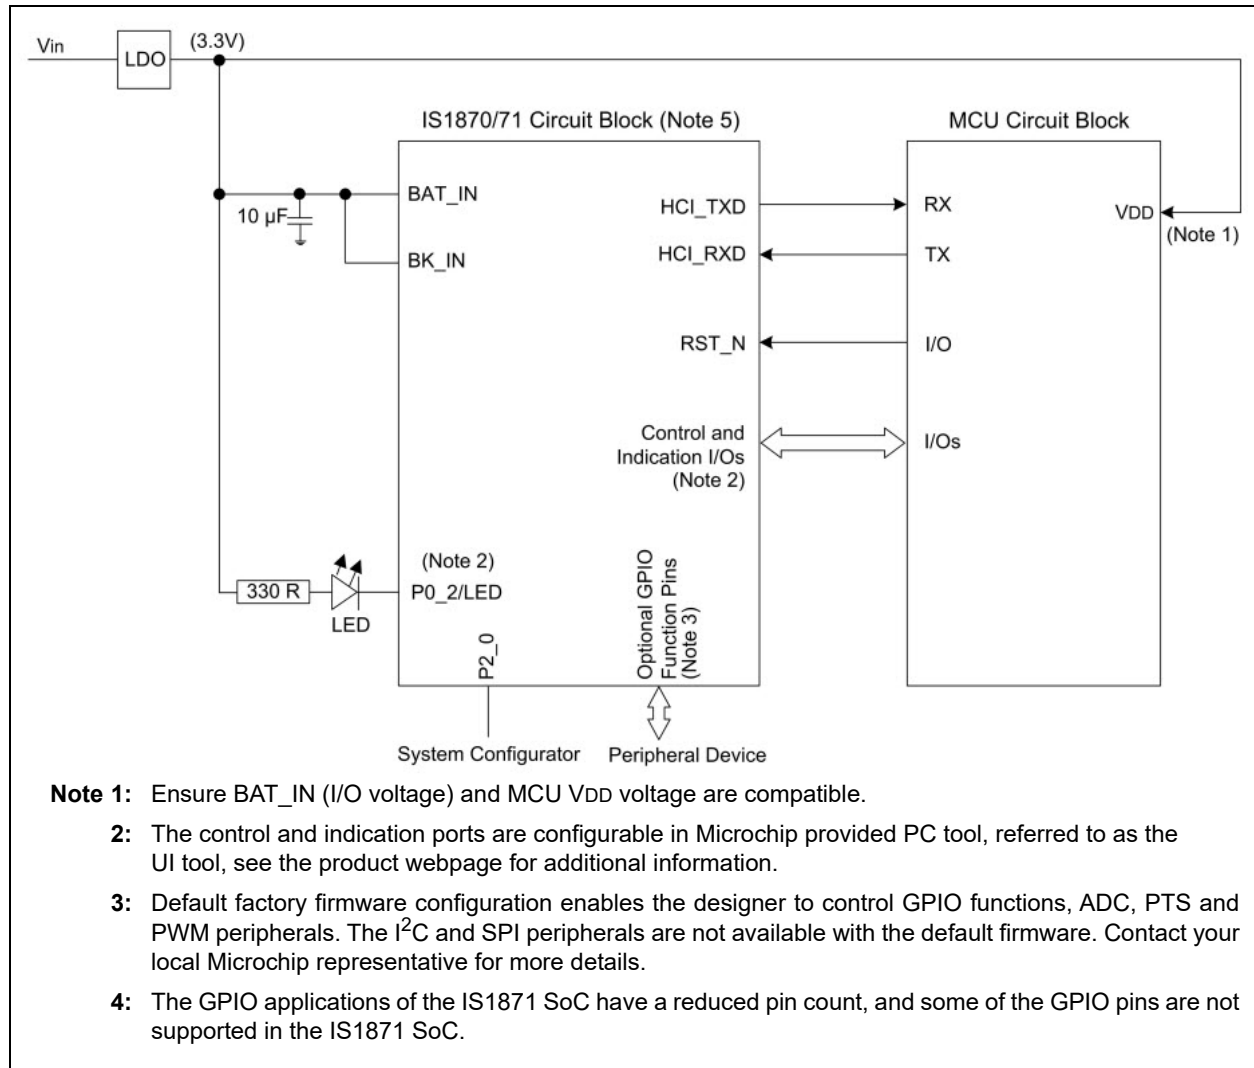 Vin
LDO
(3.3V)
IS1870/71 Circuit Block (Note 5)
MCU Circuit Block
BAT_IN
10 µF
BK_IN
HCI_TXD
RX
VDD
(Note 1)
HCI_RXD
TX
RST_N
I/O
Control and
Indication I/Os
(Note 2)
I/Os
(Note 2)
330 R
P0_2/LED
LED
P2_0
Optional GPIO
Function Pins
(Note 3)
System Configurator
Peripheral Device
Note 1: Ensure BAT_IN (I/O voltage) and MCU VDD voltage are compatible.
2: The control and indication ports are configurable in Microchip provided PC tool, referred to as the
UI tool, see the product webpage for additional information.
3: Default factory firmware configuration enables the designer to control GPIO functions, ADC, PTS and
PWM peripherals. The I²C and SPI peripherals are not available with the default firmware. Contact your
local Microchip representative for more details.
4: The GPIO applications of the IS1871 SoC have a reduced pin count, and some of the GPIO pins are not
supported in the IS1871 SoC.